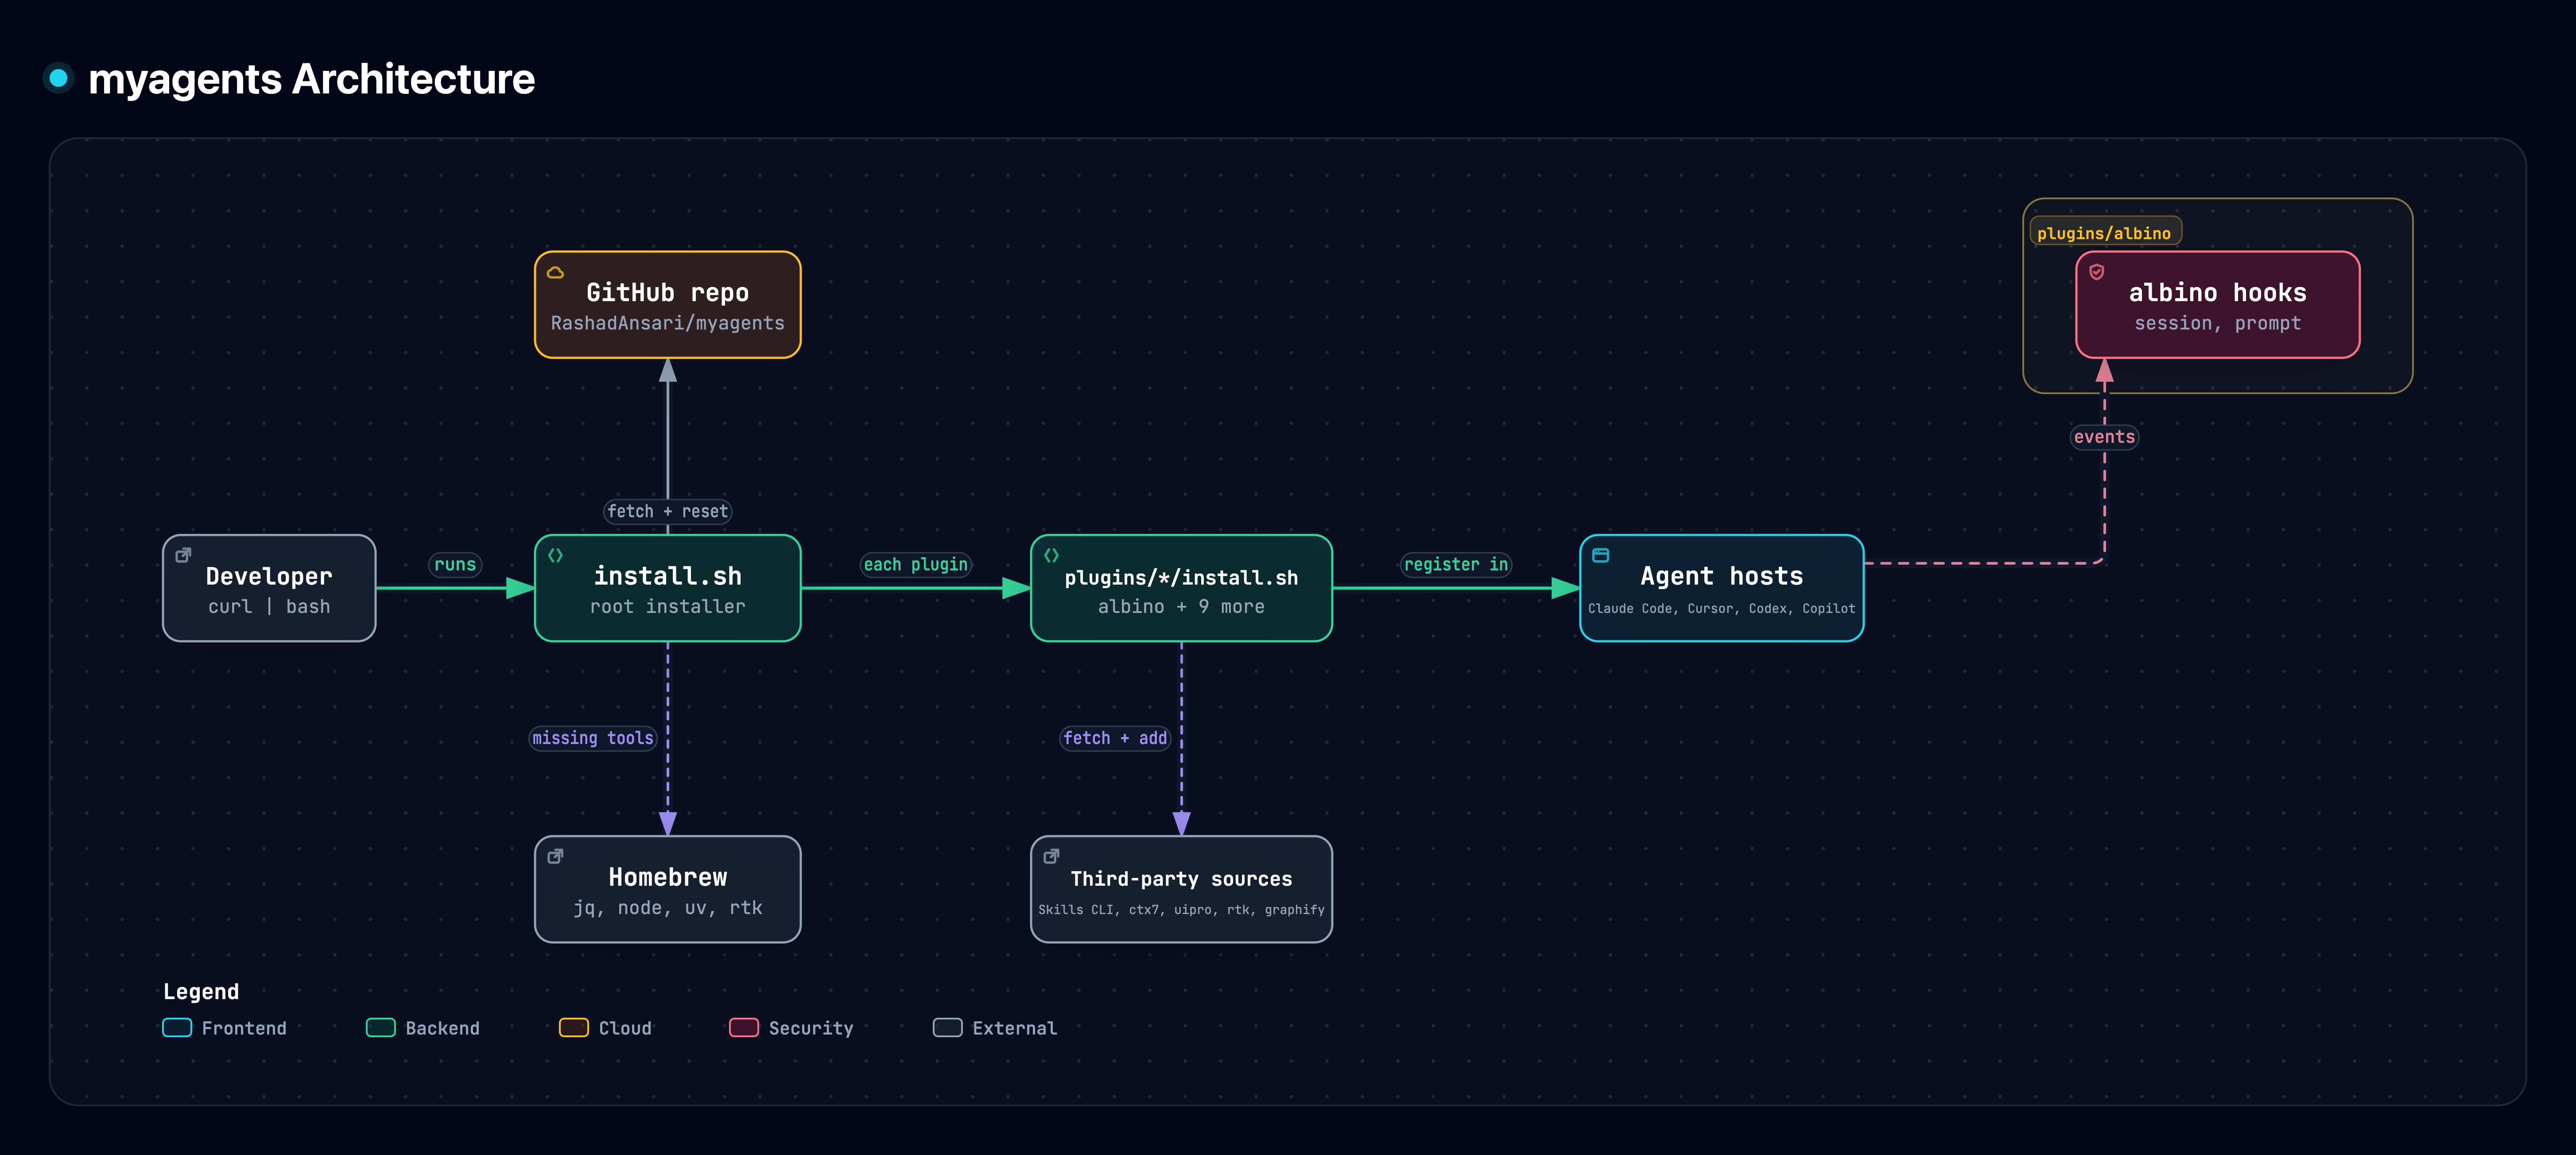 myagents Architecture
plugins/albino
GitHub repo
RashadAnsari/myagents
albino hooks
session, prompt
events
fetch + reset
Developer
curl | bash
runs
install.sh
root installer
each plugin
plugins/*/install.sh
albino + 9 more
register in
Agent hosts
Claude Code, Cursor, Codex, Copilot
missing tools
fetch + add
Homebrew
jq, node, uv, rtk
Third-party sources
Skills CLI, ctx7, uipro, rtk, graphify
Legend
Frontend
Backend
Cloud
Security
External